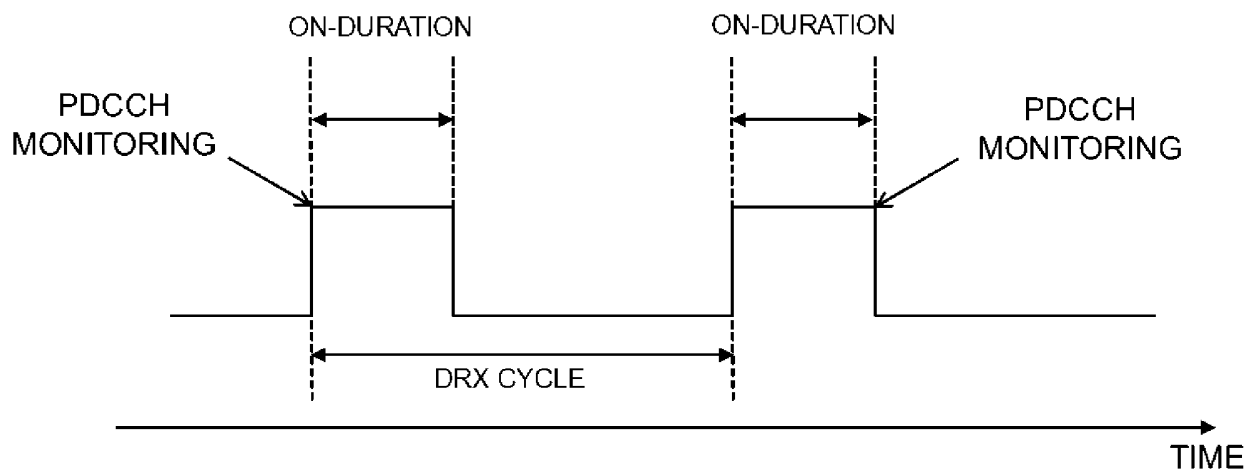 ON-DURATION
ON-DURATION
PDCCH
MONITORING
PDCCH
MONITORING
DRX CYCLE
TIME